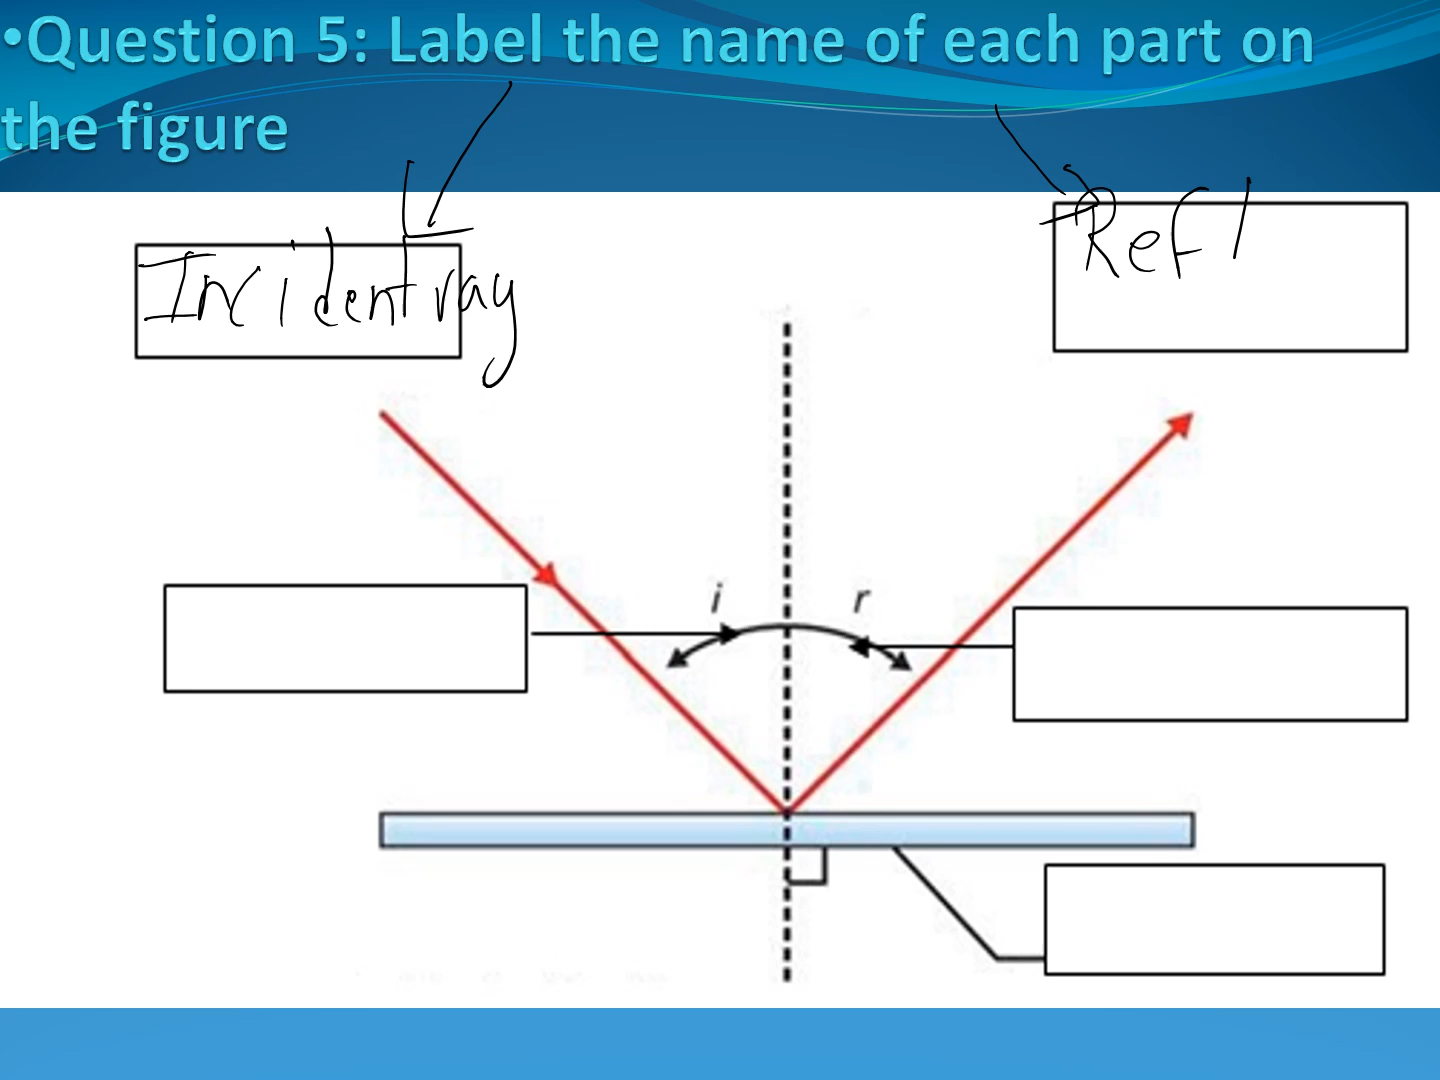 •Question 5: Label the name of each part on
the figure
Incident ray
Refl
i
r